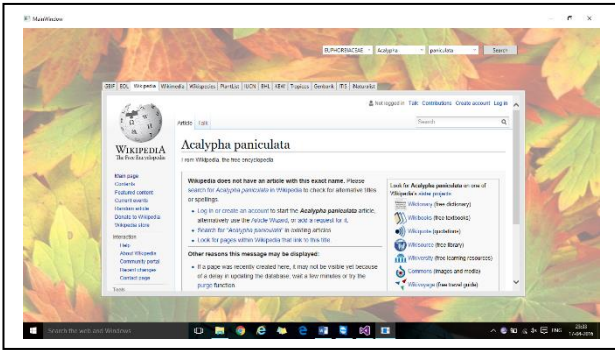 MainWindow
EUPHORBIACEAE Acalypha paniculata Search
GBIF EOL Wikipedia Wikimedia Wikispecies PlantList IUCN BHL KEW Tropicos Genbank ITIS Naturalist
Not logged in Talk Contributions Create account Log in
Article Talk
Search
WIKIPEDIA
The Free Encyclopedia
Main page
Contents
Featured content
Current events
Random article
Donate to Wikipedia
Wikipedia store
Interaction
Help
About Wikipedia
Community portal
Recent changes
Contact page
Tools
Acalypha paniculata
From Wikipedia, the free encyclopedia
Wikipedia does not have an article with this exact name. Please
search for Acalypha paniculata in Wikipedia to check for alternative titles
or spellings.
Log in or create an account to start the Acalypha paniculata article,
alternatively use the Article Wizard, or add a request for it.
Search for "Acalypha paniculata" in existing articles.
Look for pages within Wikipedia that link to this title.
Other reasons this message may be displayed:
If a page was recently created here, it may not be visible yet because
of a delay in updating the database; wait a few minutes or try the
purge function.
Look for Acalypha paniculata on one of
Wikipedia's sister projects:
Wiktionary (free dictionary)
Wikibooks (free textbooks)
Wikiquote (quotations)
Wikisource (free library)
Wikiversity (free learning resources)
Commons (images and media)
Wikivoyage (free travel guide)
Search the web and Windows
ENG